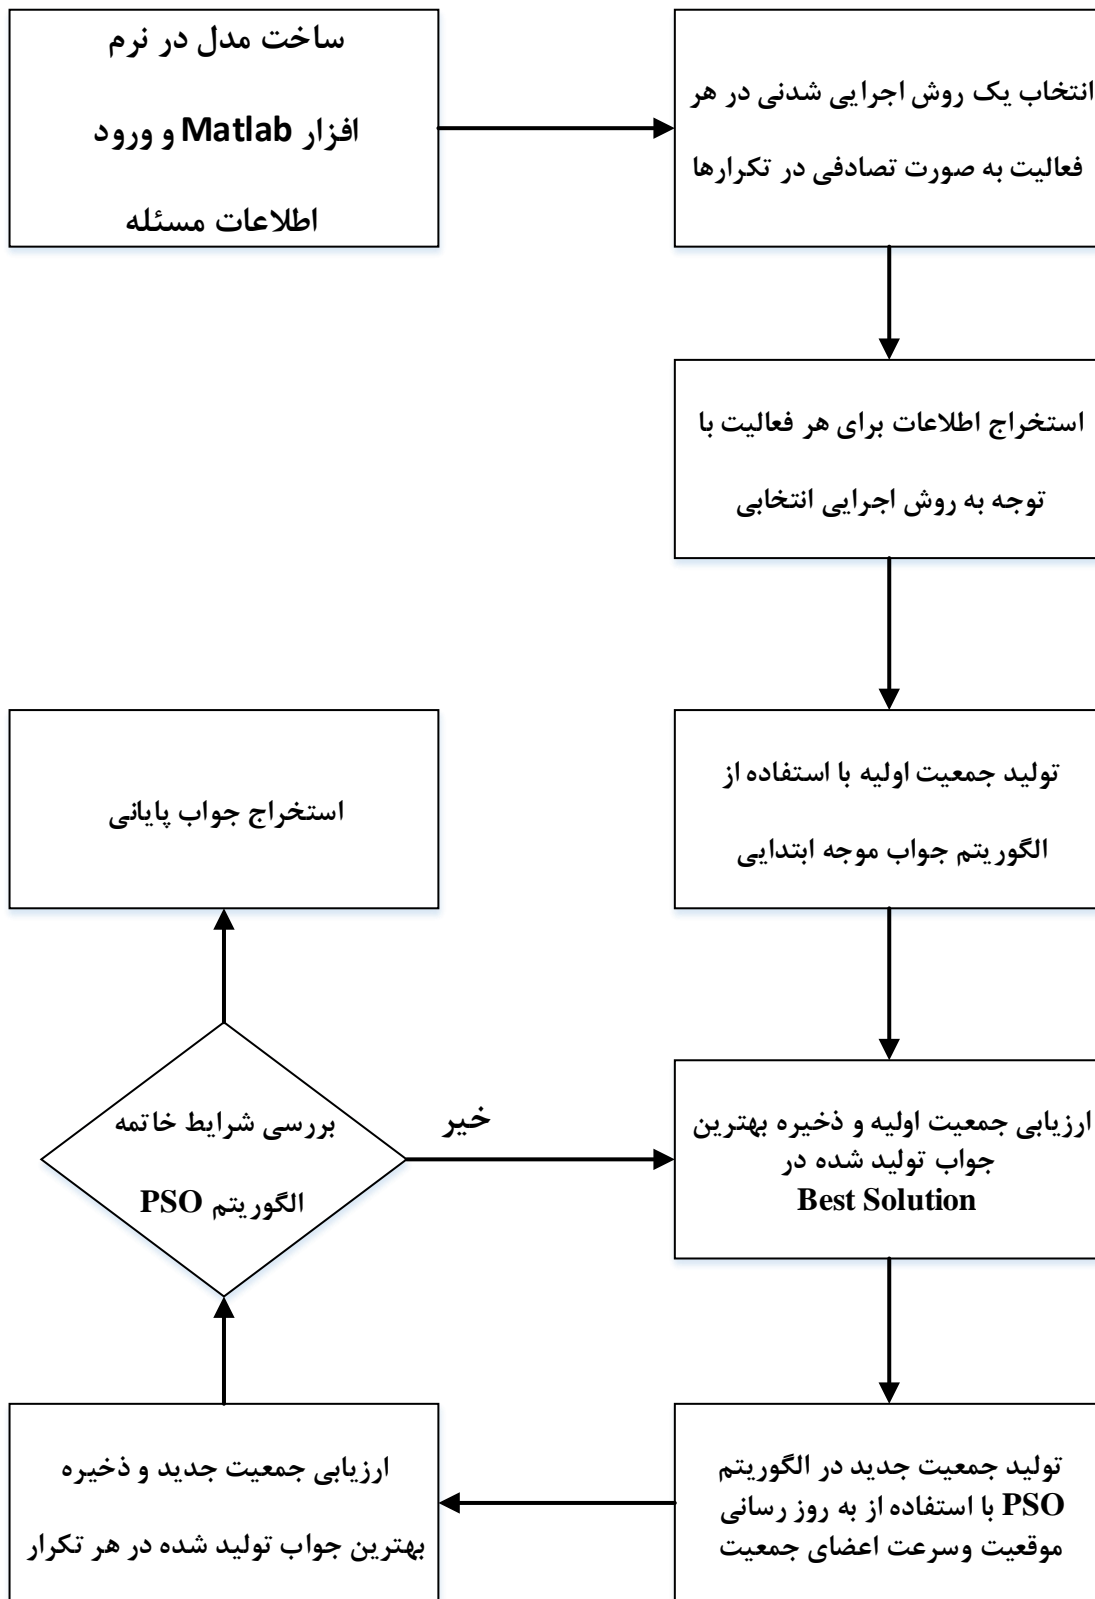 ساخت مدل در نرم
افزار Matlab و ورود
اطلاعات مسئله
انتخاب یک روش اجرایی شدنی در هر
فعالیت به صورت تصادفی در تکرارها
استخراج اطلاعات برای هر فعالیت با
توجه به روش اجرایی انتخابی
تولید جمعیت اولیه با استفاده از
الگوریتم جواب موجه ابتدایی
ارزیابی جمعیت اولیه و ذخیره بهترین
جواب تولید شده در
Best Solution
تولید جمعیت جدید در الگوریتم
PSO با استفاده از به روز رسانی
موقعیت وسرعت اعضای جمعیت
ارزیابی جمعیت جدید و ذخیره
بهترین جواب تولید شده در هر تکرار
بررسی شرایط خاتمه
الگوریتم PSO
خیر
استخراج جواب پایانی